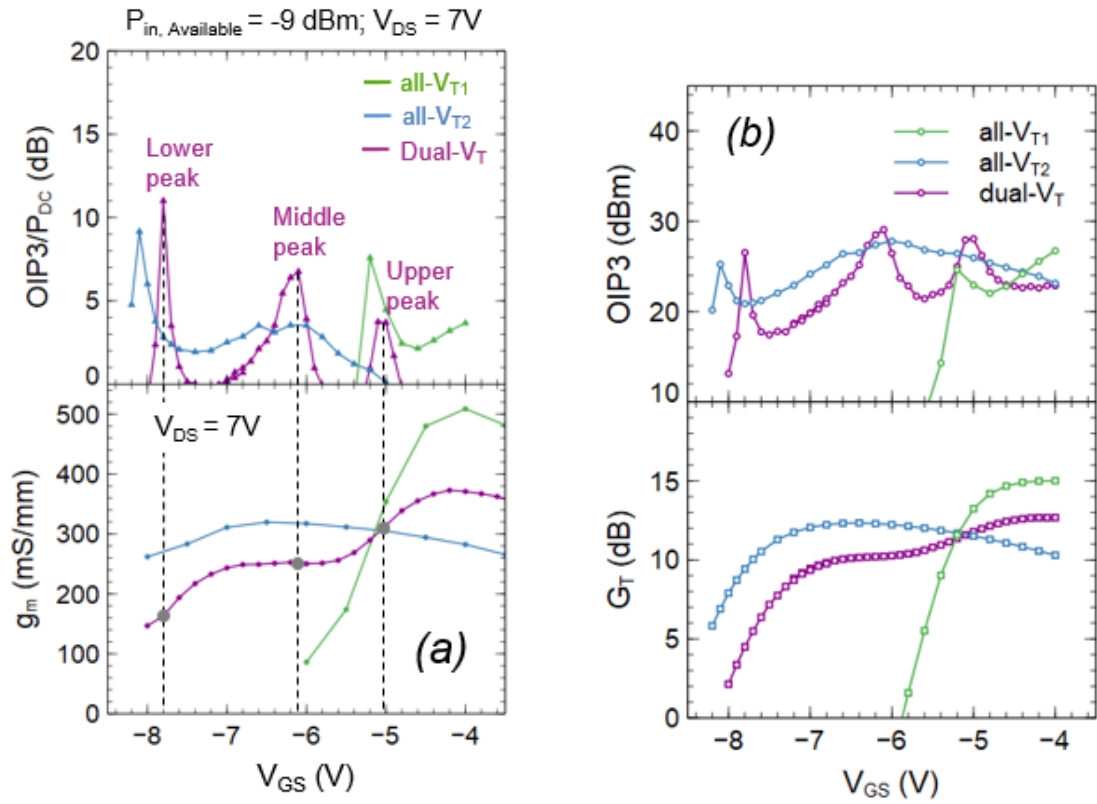 P_in, Available = -9 dBm; V_DS = 7V
20
15
10
5
0
OIP3/P_DC (dB)
all-V_T1
all-V_T2
Dual-V_T
Lower
peak
Middle
peak
Upper
peak
V_DS = 7V
500
400
300
200
100
0
g_m (mS/mm)
(a)
−8
−7
−6
−5
−4
V_GS (V)
(b)
all-V_T1
all-V_T2
dual-V_T
40
30
20
10
OIP3 (dBm)
15
10
5
0
G_T (dB)
−8
−7
−6
−5
−4
V_GS (V)